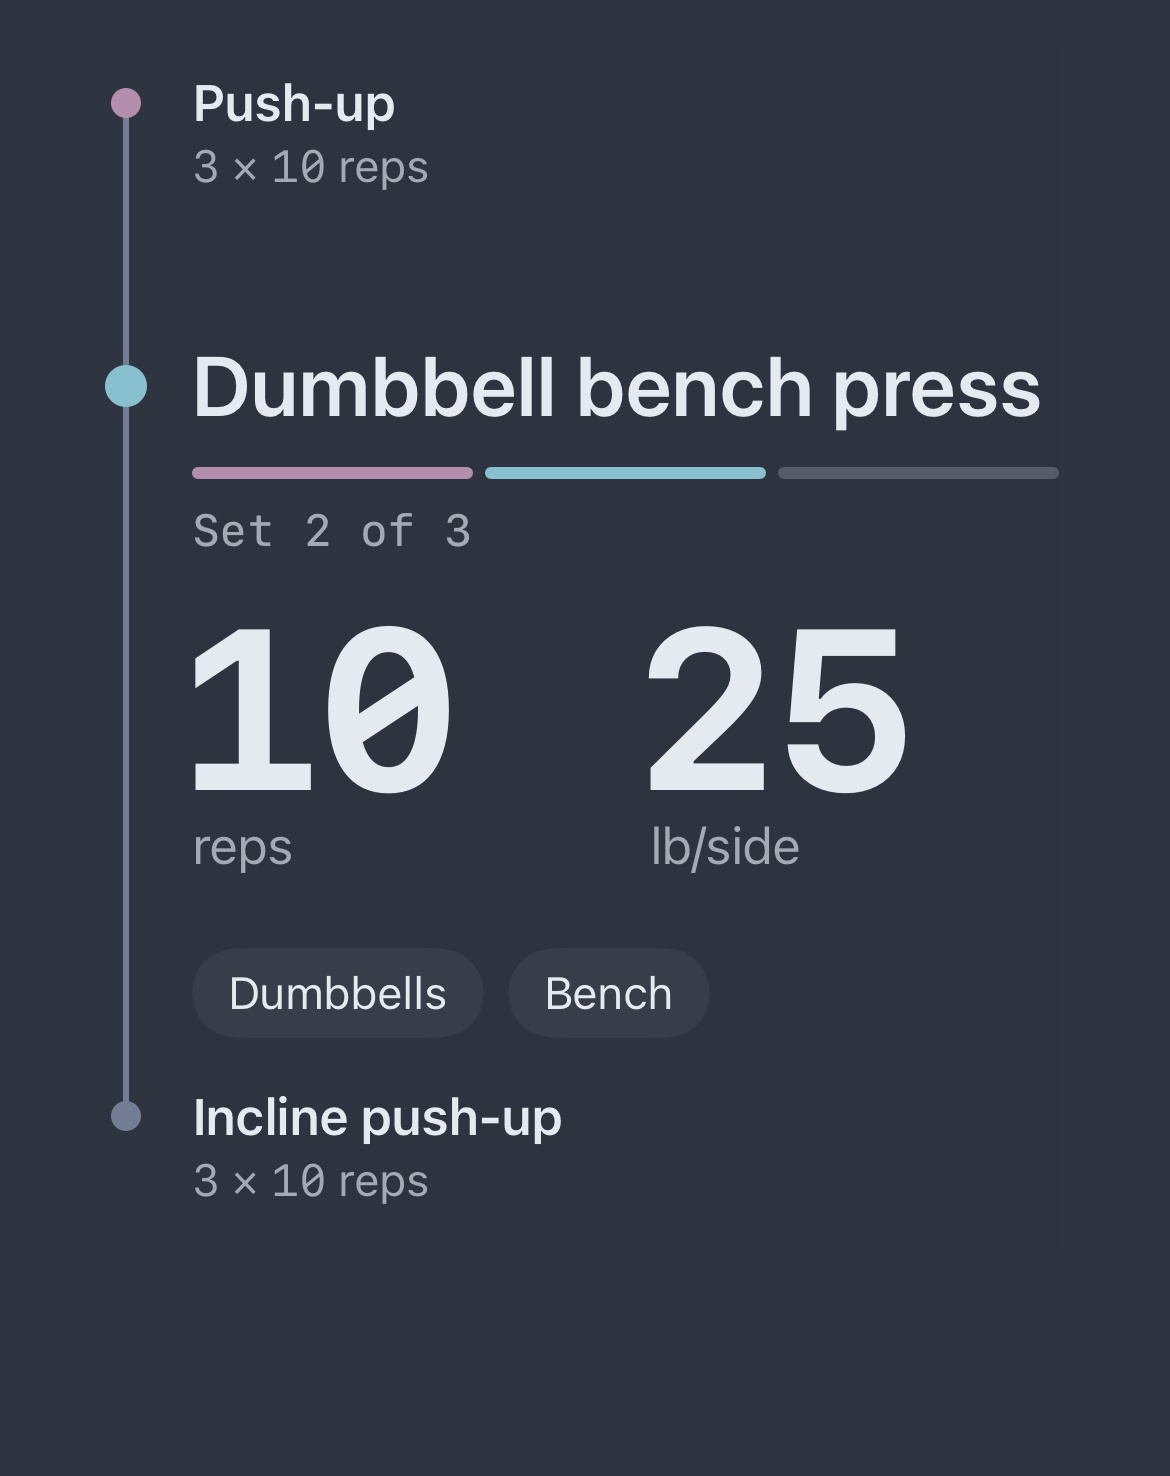 Push-up
3 × 10 reps
Dumbbell bench press
Set 2 of 3
10 25
reps lb/side
Dumbbells Bench
Incline push-up
3 × 10 reps